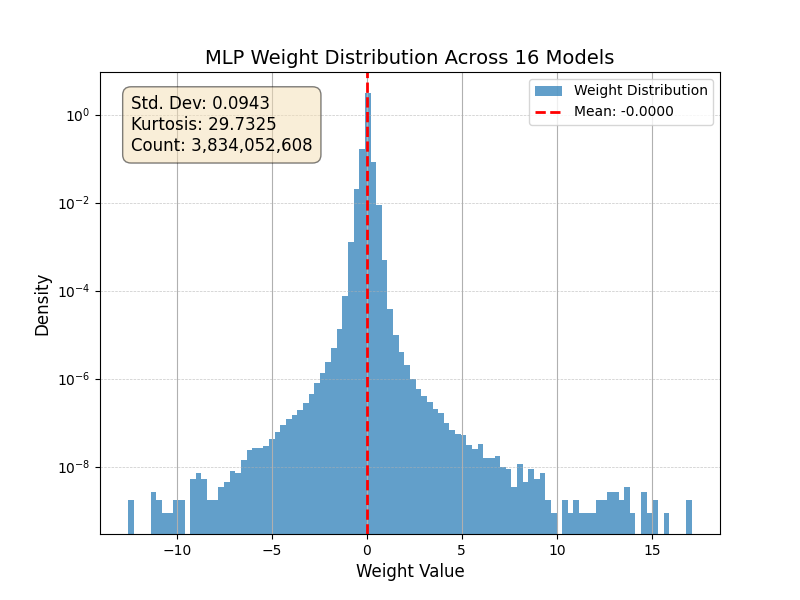 MLP Weight Distribution Across 16 Models
Std. Dev: 0.0943
Kurtosis: 29.7325
Count: 3,834,052,608
Weight Distribution
Mean: -0.0000
Density
10⁰
10⁻²
10⁻⁴
10⁻⁶
10⁻⁸
−10 −5 0 5 10 15
Weight Value